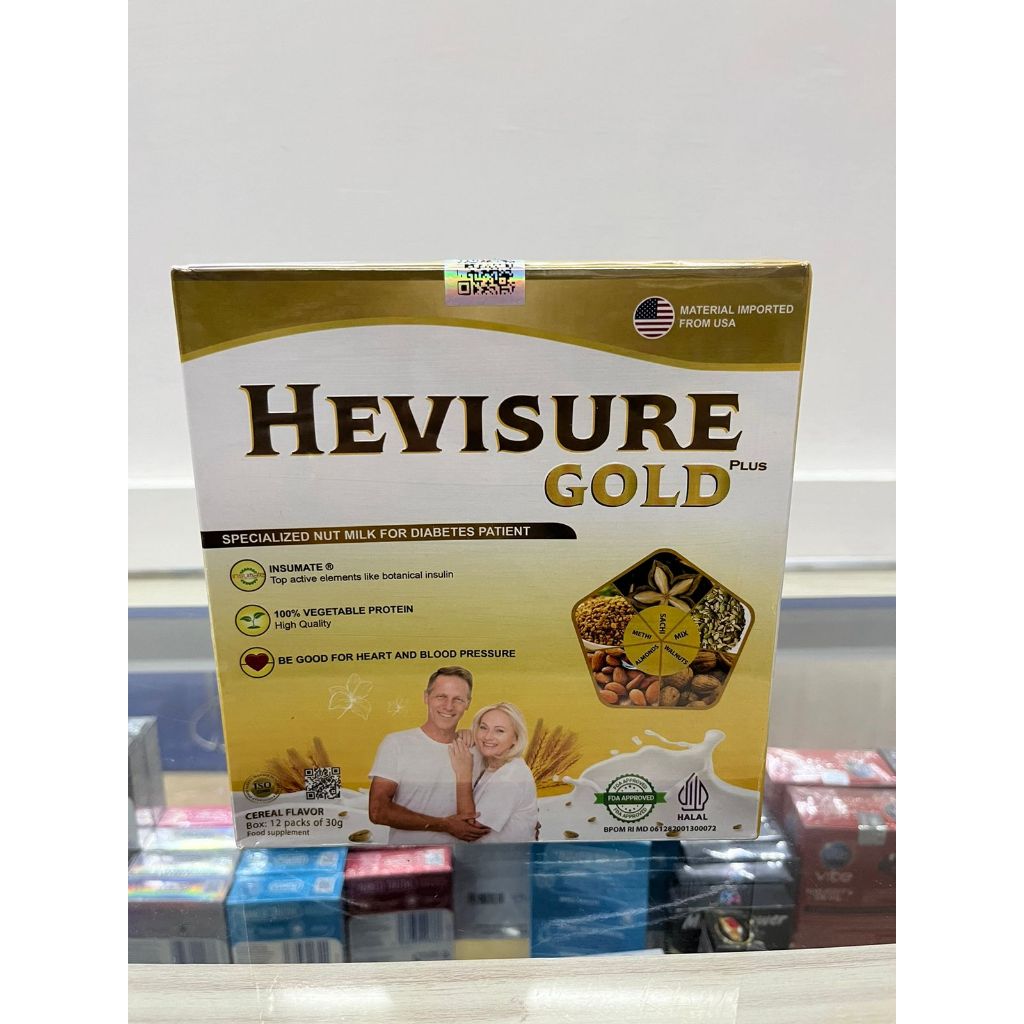 MATERIAL IMPORTED
FROM USA
HEVISURE
GOLD PLUS
SPECIALIZED NUT MILK FOR DIABETES PATIENT
INSUMATE ®
Top active elements like botanical insulin
100% VEGETABLE PROTEIN
High Quality
BE GOOD FOR HEART AND BLOOD PRESSURE
SACHI
METHI
MIX
ALMONDS
WALNUTS
ISO
FDA APPROVED
HALAL
CEREAL FLAVOR
Box: 12 packs of 30g
Food supplement
BPOM RI MD 061282001300072
vibe